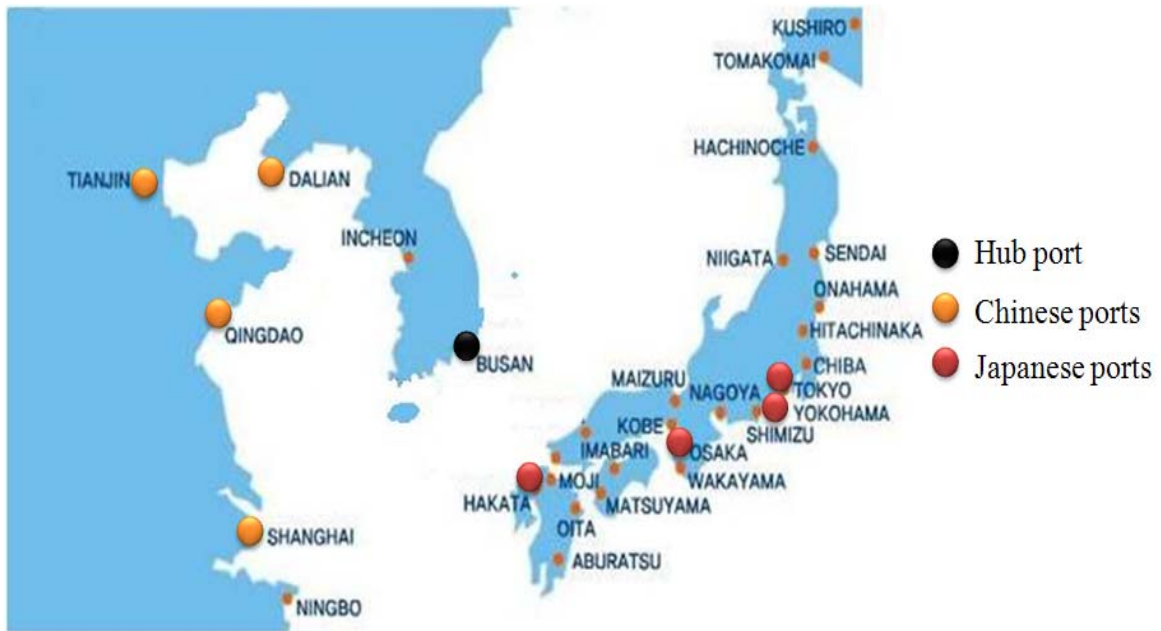 KUSHIRO
TOMAKOMAI
HACHINOCHE
TIANJIN
DALIAN
INCHEON
NIIGATA
SENDAI
Hub port
ONAHAMA
Chinese ports
QINGDAO
HITACHINAKA
BUSAN
CHIBA
Japanese ports
MAIZURU
NAGOYA
TOKYO
YOKOHAMA
KOBE
SHIMIZU
IMABARI
OSAKA
MOJI
WAKAYAMA
HAKATA
MATSUYAMA
OITA
SHANGHAI
ABURATSU
NINGBO